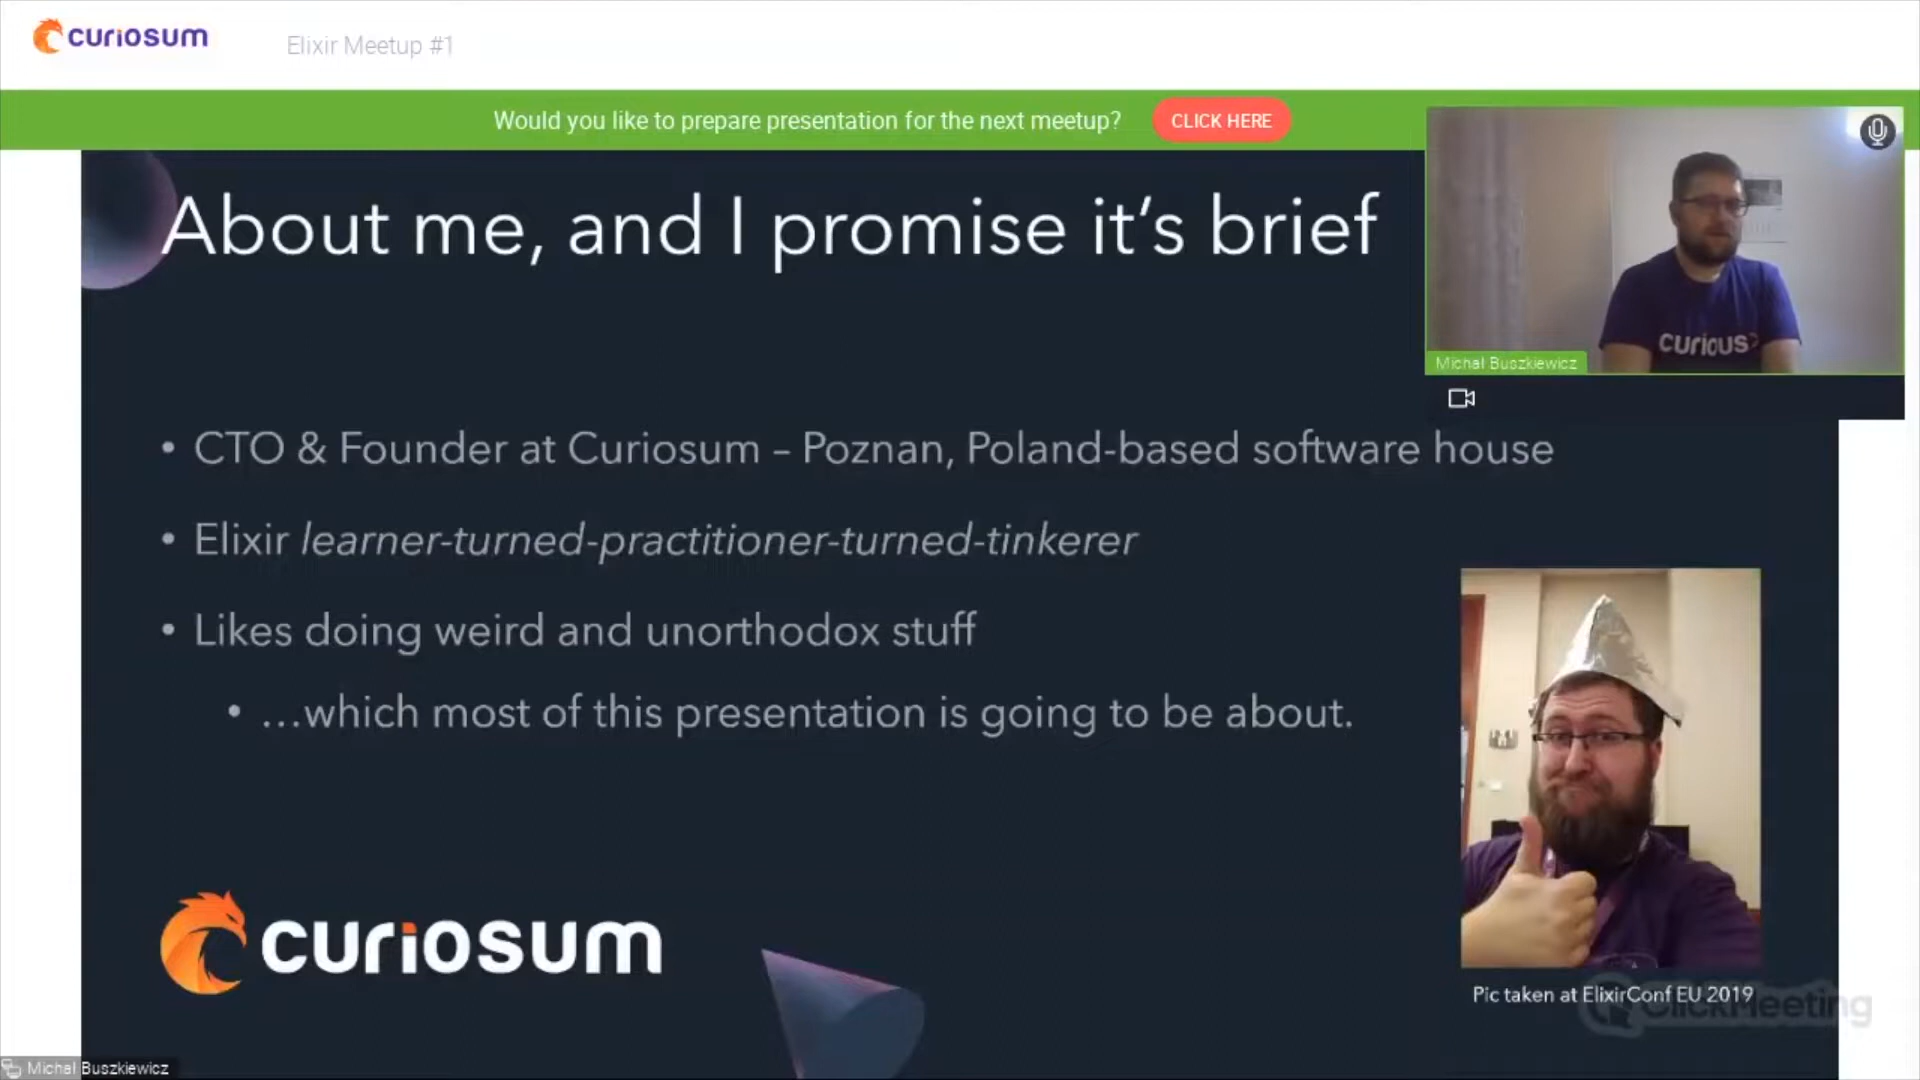 curiosum
Elixir Meetup #1
Would you like to prepare presentation for the next meetup?
CLICK HERE
About me, and I promise it's brief
curious
Michał Buszkiewicz
• CTO & Founder at Curiosum – Poznan, Poland-based software house
• Elixir learner-turned-practitioner-turned-tinkerer
• Likes doing weird and unorthodox stuff
• …which most of this presentation is going to be about.
curiosum
Pic taken at ElixirConf EU 2019
ClickMeeting
Michał Buszkiewicz